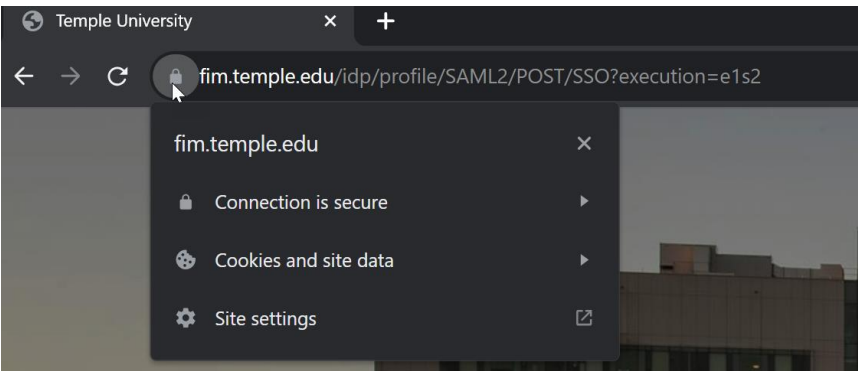 Temple University
fim.temple.edu/idp/profile/SAML2/POST/SSO?execution=e1s2
fim.temple.edu
Connection is secure
Cookies and site data
Site settings